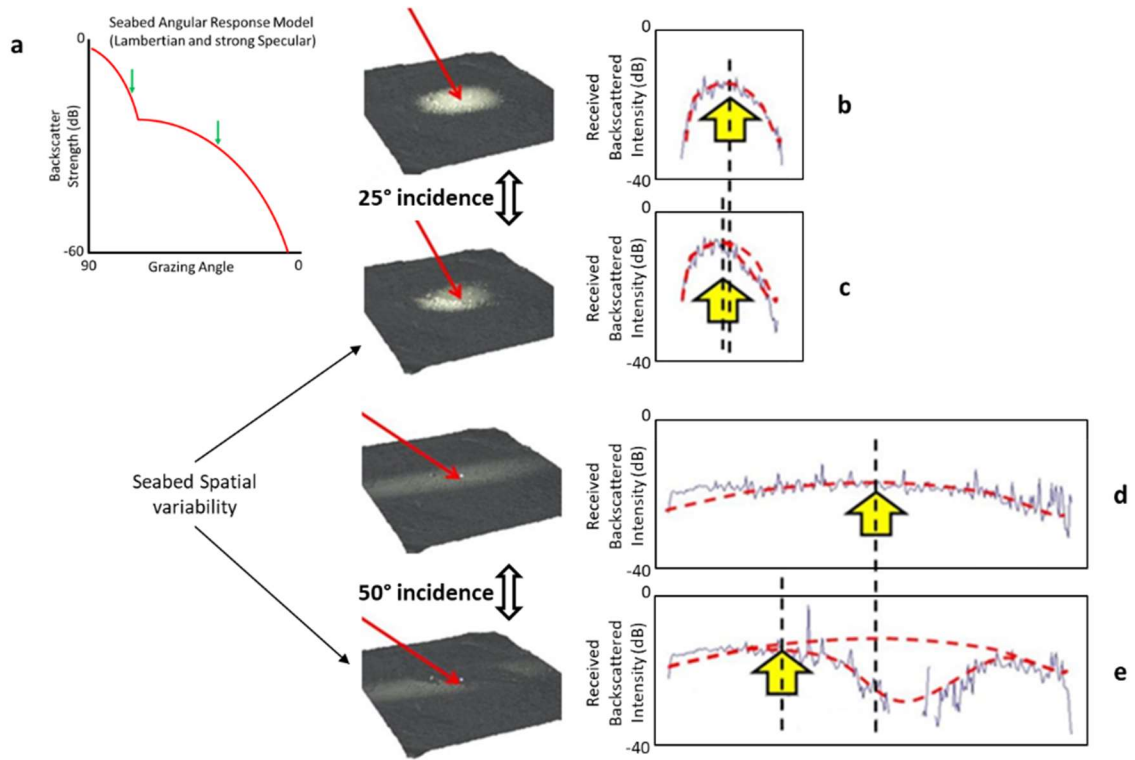 a
Seabed Angular Response Model
(Lambertian and strong Specular)
0
Backscatter
Strength (dB)
-60
90
Grazing Angle
0
25° incidence
0
Received
Backscattered
Intensity (dB)
-40
b
0
Received
Backscattered
Intensity (dB)
-40
c
Seabed Spatial
variability
50° incidence
0
Received
Backscattered
Intensity (dB)
-40
d
0
Received
Backscattered
Intensity (dB)
-40
e